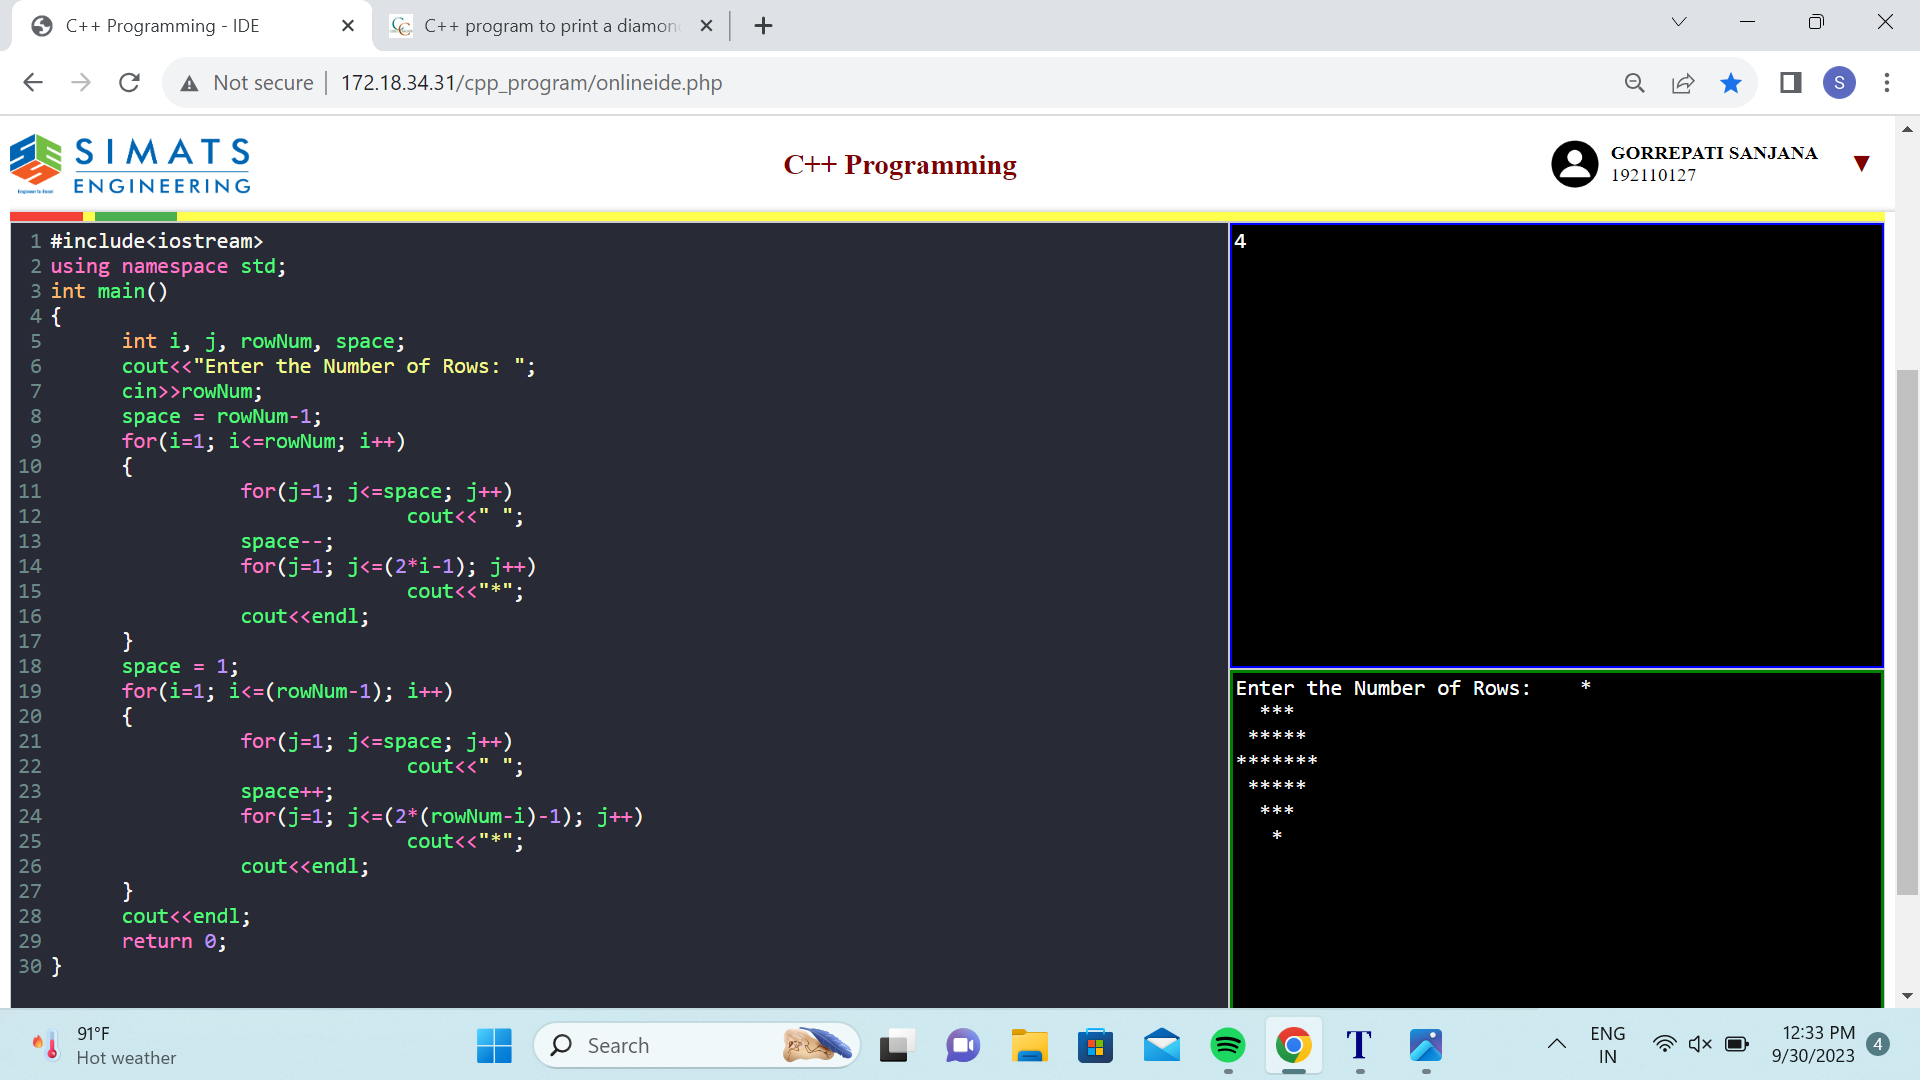 C++ Programming - IDE
C++ program to print a diamon
Not secure | 172.18.34.31/cpp_program/onlineide.php
S
SIMATS
ENGINEERING
Engineer to Excel
C++ Programming
GORREPATI SANJANA
192110127
1 #include<iostream>
2 using namespace std;
3 int main()
4 {
5 int i, j, rowNum, space;
6 cout<<"Enter the Number of Rows: ";
7 cin>>rowNum;
8 space = rowNum-1;
9 for(i=1; i<=rowNum; i++)
10 {
11 for(j=1; j<=space; j++)
12 cout<<" ";
13 space--;
14 for(j=1; j<=(2*i-1); j++)
15 cout<<"*";
16 cout<<endl;
17 }
18 space = 1;
19 for(i=1; i<=(rowNum-1); i++)
20 {
21 for(j=1; j<=space; j++)
22 cout<<" ";
23 space++;
24 for(j=1; j<=(2*(rowNum-i)-1); j++)
25 cout<<"*";
26 cout<<endl;
27 }
28 cout<<endl;
29 return 0;
30 }
4
Enter the Number of Rows:    *
  ***
 *****
*******
 *****
  ***
   *
91°F
Hot weather
Search
T
ENG
IN
12:33 PM
9/30/2023
4